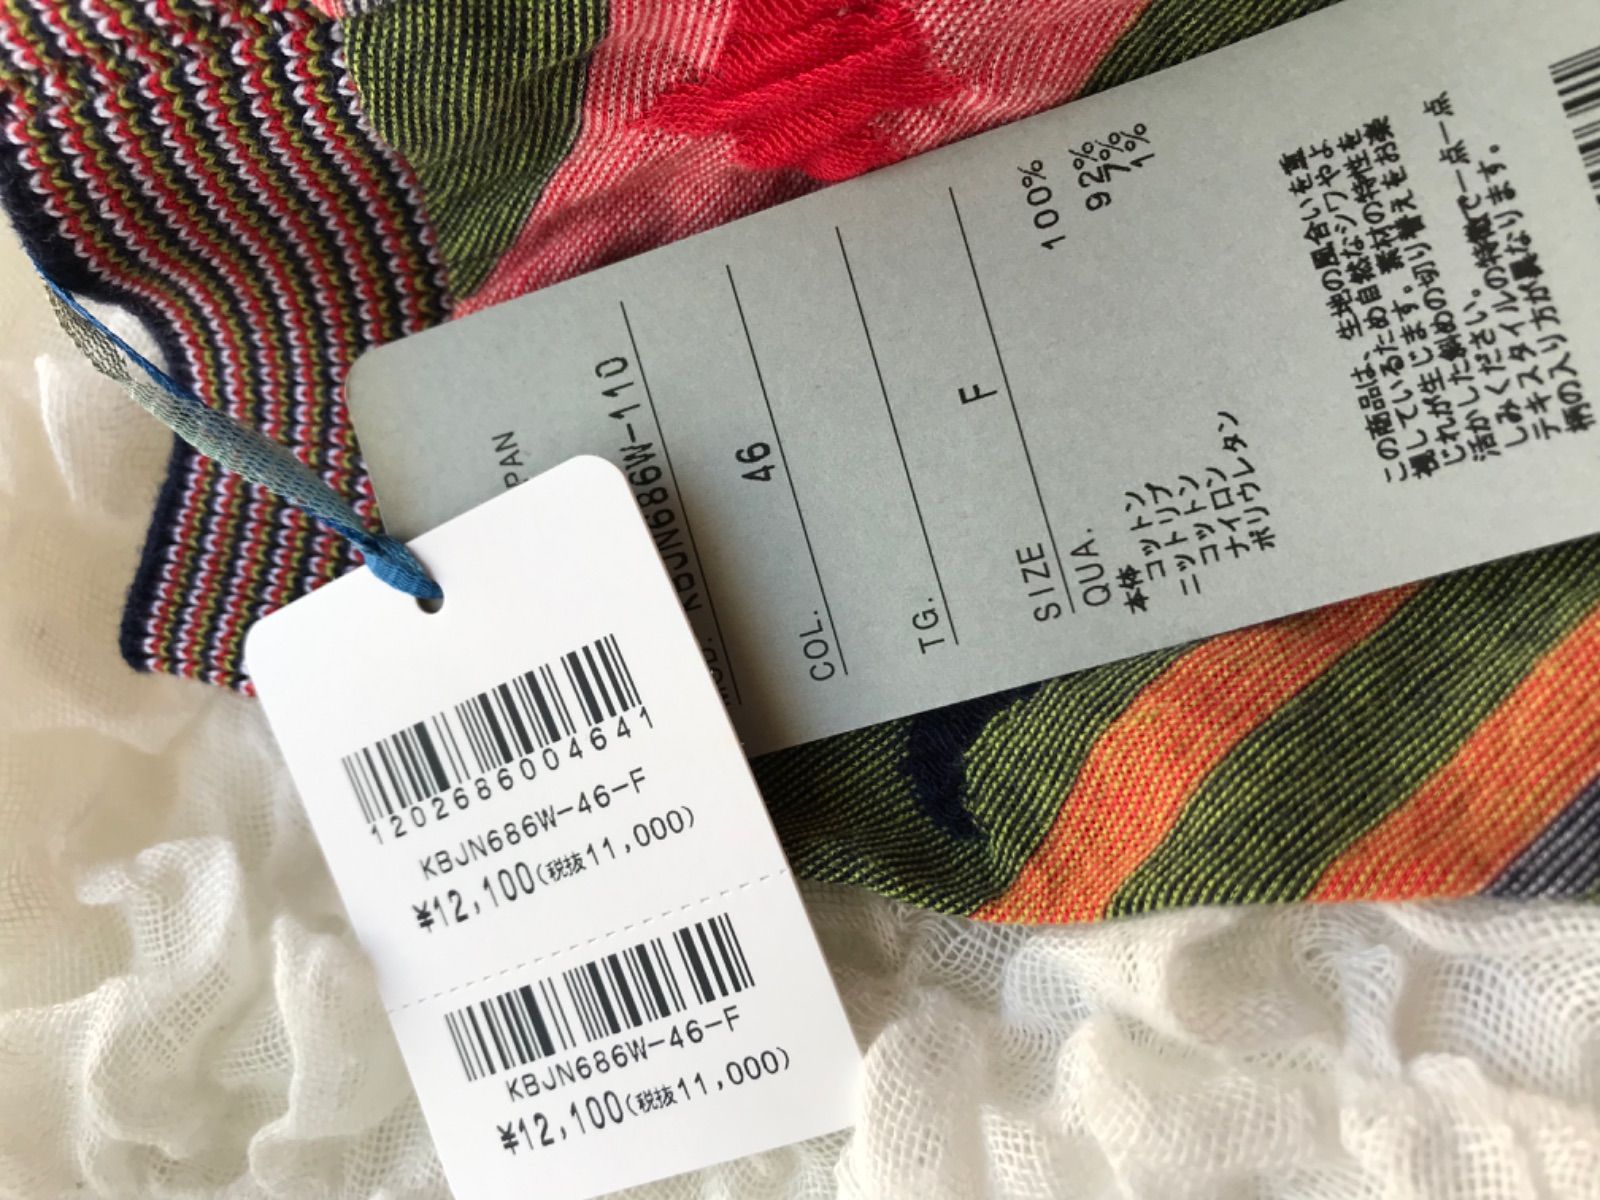 PAN
KBJN686W-110
46
COL.
TG.
SIZE F
QUA.
本体
コットン 100%
ニットリブ
コットン 92%
ナイロン 7%
ポリウレタン 1%
この商品は、生地の風合いを重
視しているため自然なシワやよ
じれが生じます。素材の特性を
活かした斜めの切り替えをお楽
しみください。
テキスタイルの特徴で一点一点
柄の入り方が異なります。
1202686004641
KBJN686W-46-F
¥12,100(税抜11,000)
KBJN686W-46-F
¥12,100(税抜11,000)